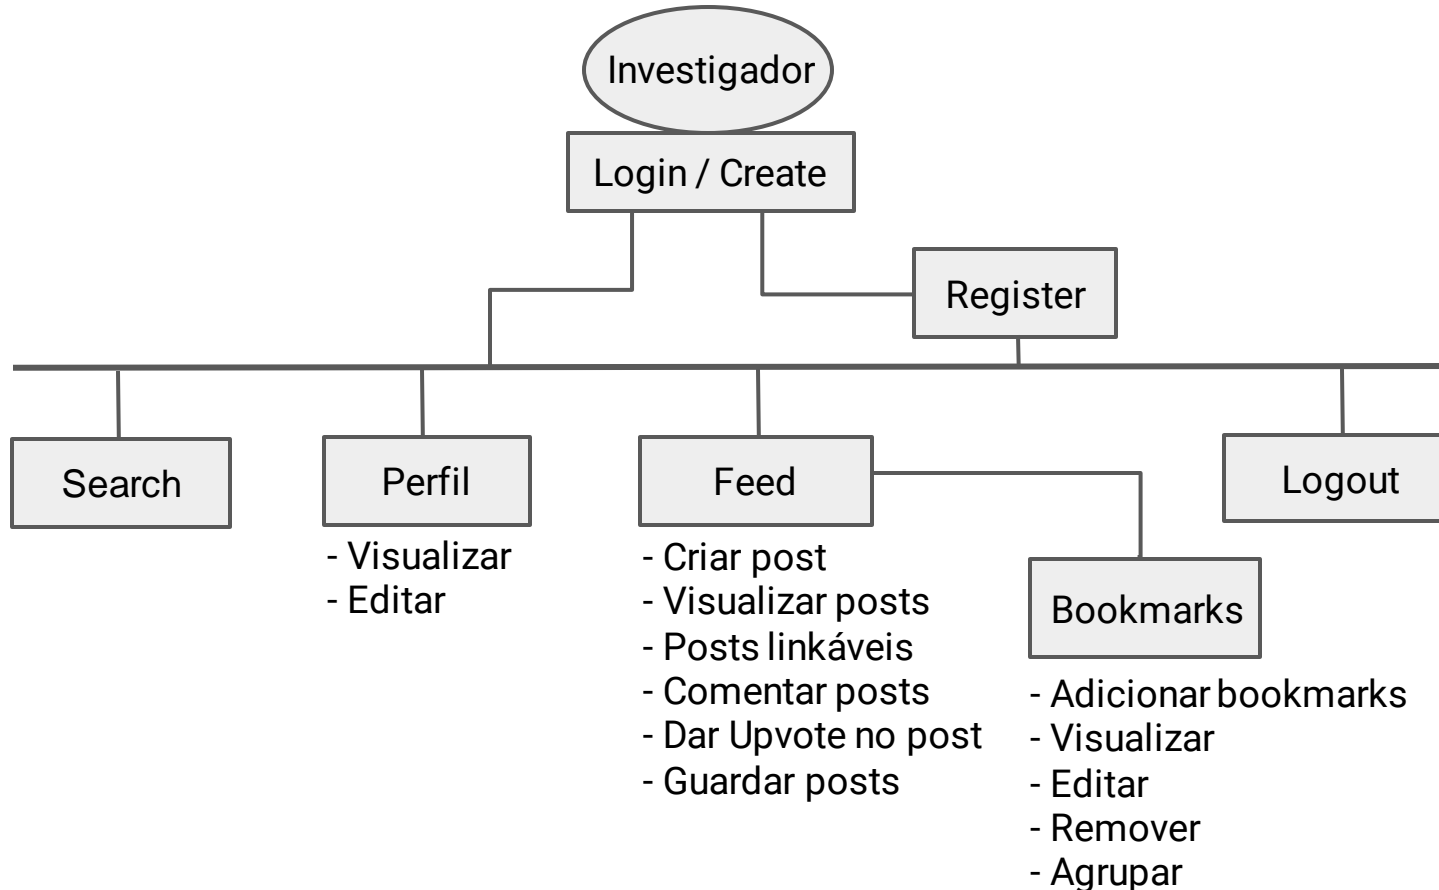 Investigador
Login / Create
Register
Search
Perfil
- Visualizar
- Editar
Feed
- Criar post
- Visualizar posts
- Posts linkáveis
- Comentar posts
- Dar Upvote no post
- Guardar posts
Bookmarks
- Adicionar bookmarks
- Visualizar
- Editar
- Remover
- Agrupar
Logout